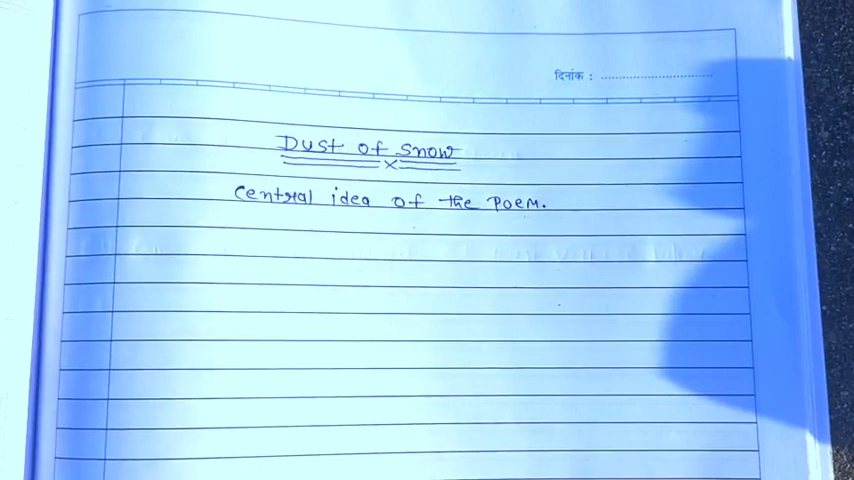 दिनांक : ................................
Dust of Snow
×
Central idea of the Poem.